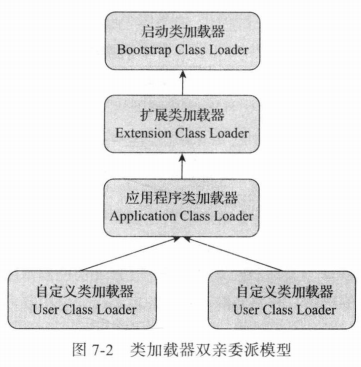 启动类加载器
Bootstrap Class Loader
扩展类加载器
Extension Class Loader
应用程序类加载器
Application Class Loader
自定义类加载器
User Class Loader
自定义类加载器
User Class Loader
图 7-2 类加载器双亲委派模型